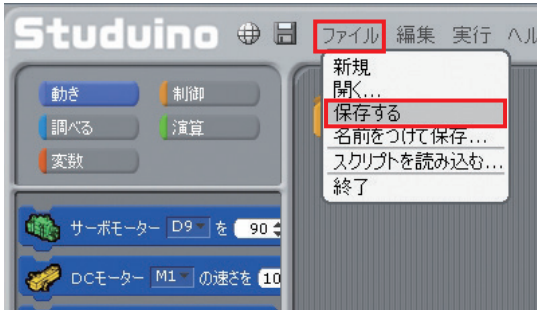 Studuino ファイル 編集 実行
新規
開く...
保存する
名前をつけて保存...
スクリプトを読み込む...
終了
動き 制御
調べる 演算
変数
サーボモーター D9 を 90
DCモーター M1 の速さを 10